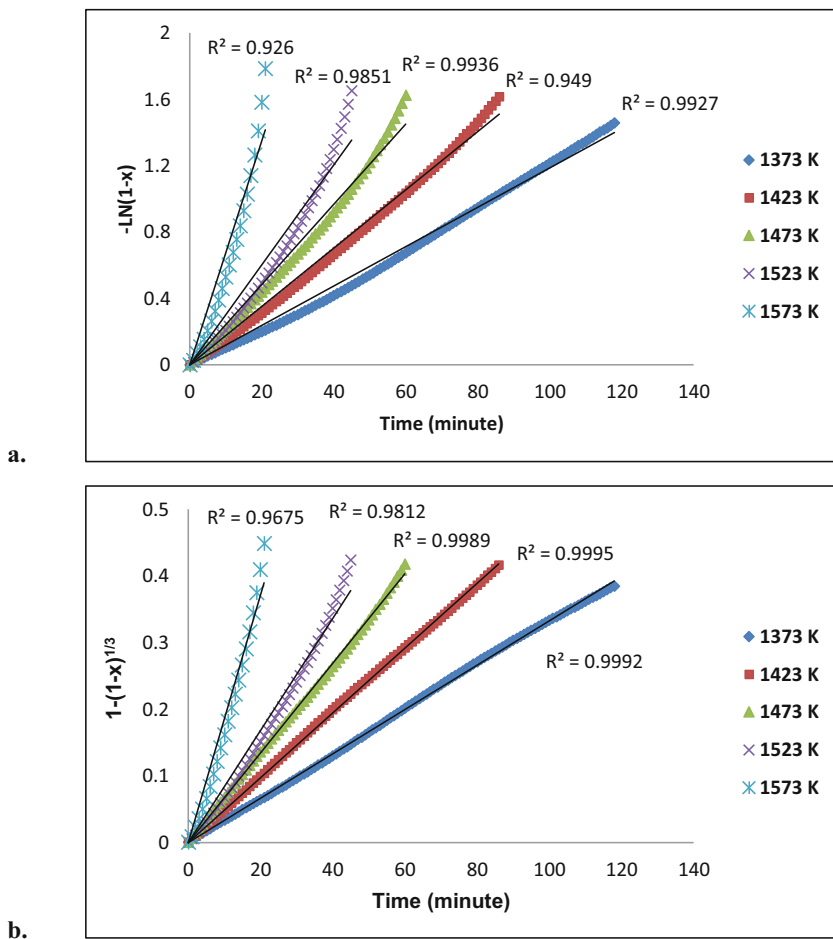 2
R² = 0.926
R² = 0.9936
R² = 0.9851
R² = 0.949
R² = 0.9927
1.6
1.2
0.8
0.4
0
-LN(1-x)
1373 K
1423 K
1473 K
1523 K
1573 K
0 20 40 60 80 100 120 140
Time (minute)
a.
0.5
R² = 0.9675
R² = 0.9812
R² = 0.9989
R² = 0.9995
R² = 0.9992
0.4
0.3
0.2
0.1
0
1-(1-x)^1/3
1373 K
1423 K
1473 K
1523 K
1573 K
0 20 40 60 80 100 120 140
Time (minute)
b.